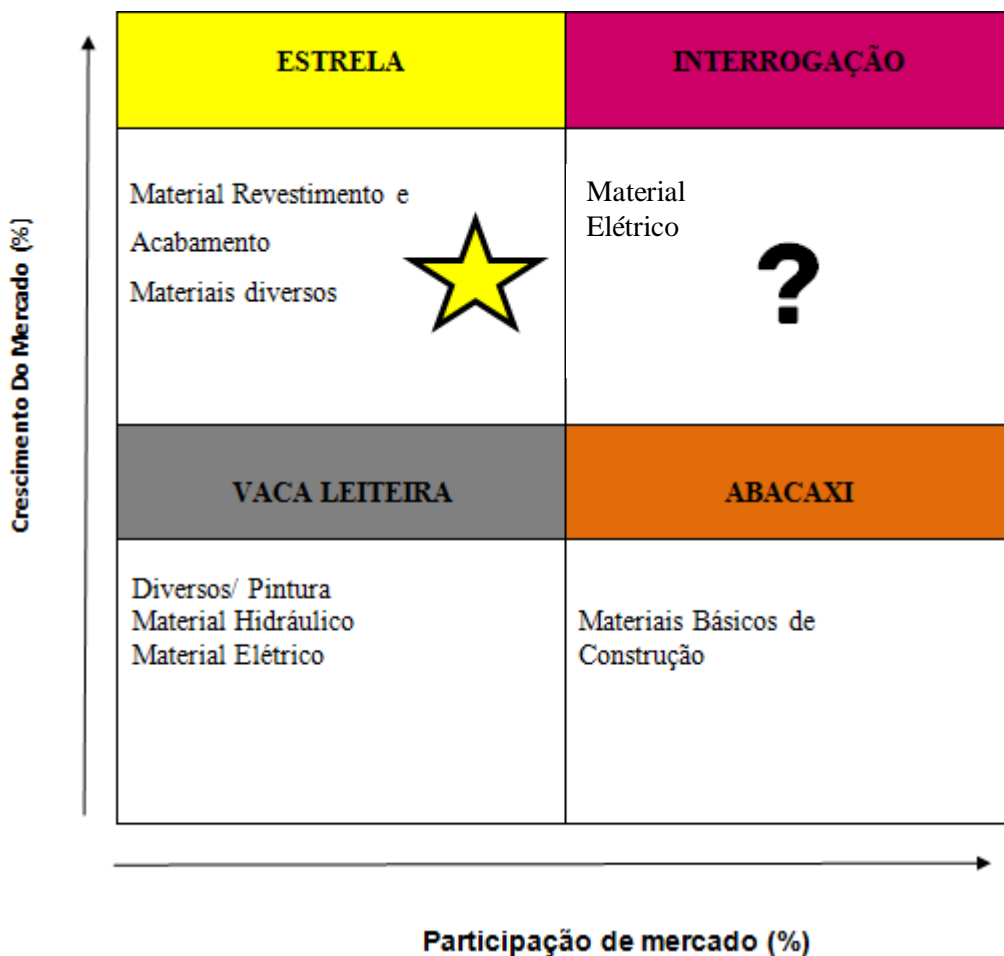 ESTRELA
INTERROGAÇÃO
Material Revestimento e
Acabamento
Materiais diversos
Material
Elétrico
?
Crescimento Do Mercado (%)
VACA LEITEIRA
ABACAXI
Diversos/ Pintura
Material Hidráulico
Material Elétrico
Materiais Básicos de
Construção
Participação de mercado (%)